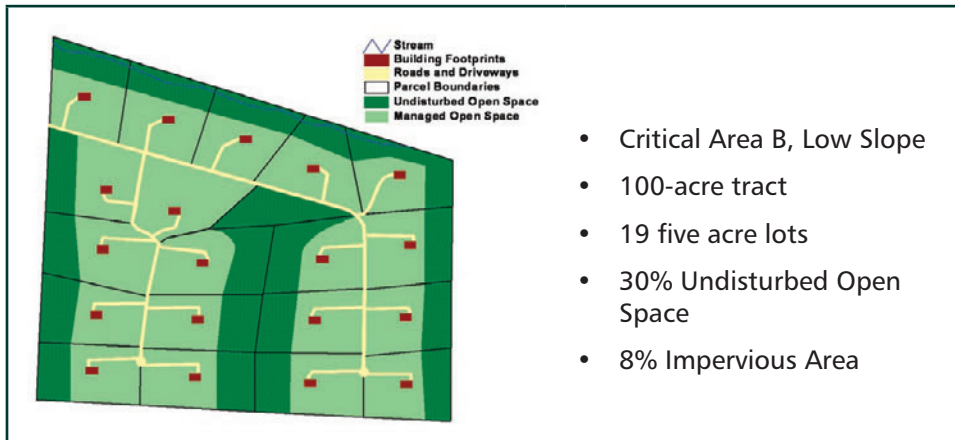 Stream
Building Footprints
Roads and Driveways
Parcel Boundaries
Undisturbed Open Space
Managed Open Space
• Critical Area B, Low Slope
• 100-acre tract
• 19 five acre lots
• 30% Undisturbed Open
Space
• 8% Impervious Area